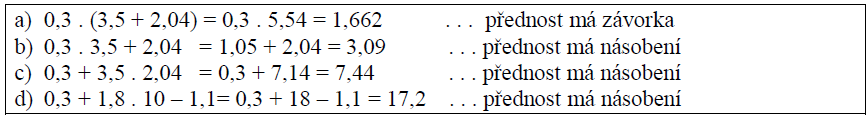 a) 0,3 . (3,5 + 2,04) = 0,3 . 5,54 = 1,662 . . . přednost má závorka
b) 0,3 . 3,5 + 2,04 = 1,05 + 2,04 = 3,09 . . . přednost má násobení
c) 0,3 + 3,5 . 2,04 = 0,3 + 7,14 = 7,44 . . . přednost má násobení
d) 0,3 + 1,8 . 10 – 1,1= 0,3 + 18 – 1,1 = 17,2 . . . přednost má násobení